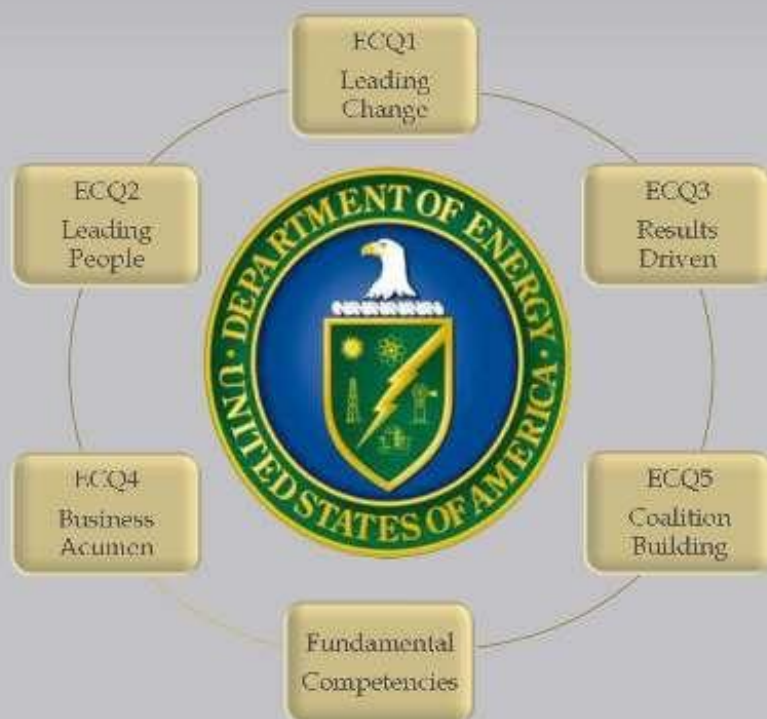 ECQ1
Leading
Change
ECQ2
Leading
People
ECQ3
Results
Driven
DEPARTMENT OF ENERGY
UNITED STATES OF AMERICA
ECQ4
Business
Acumen
ECQ5
Coalition
Building
Fundamental
Competencies